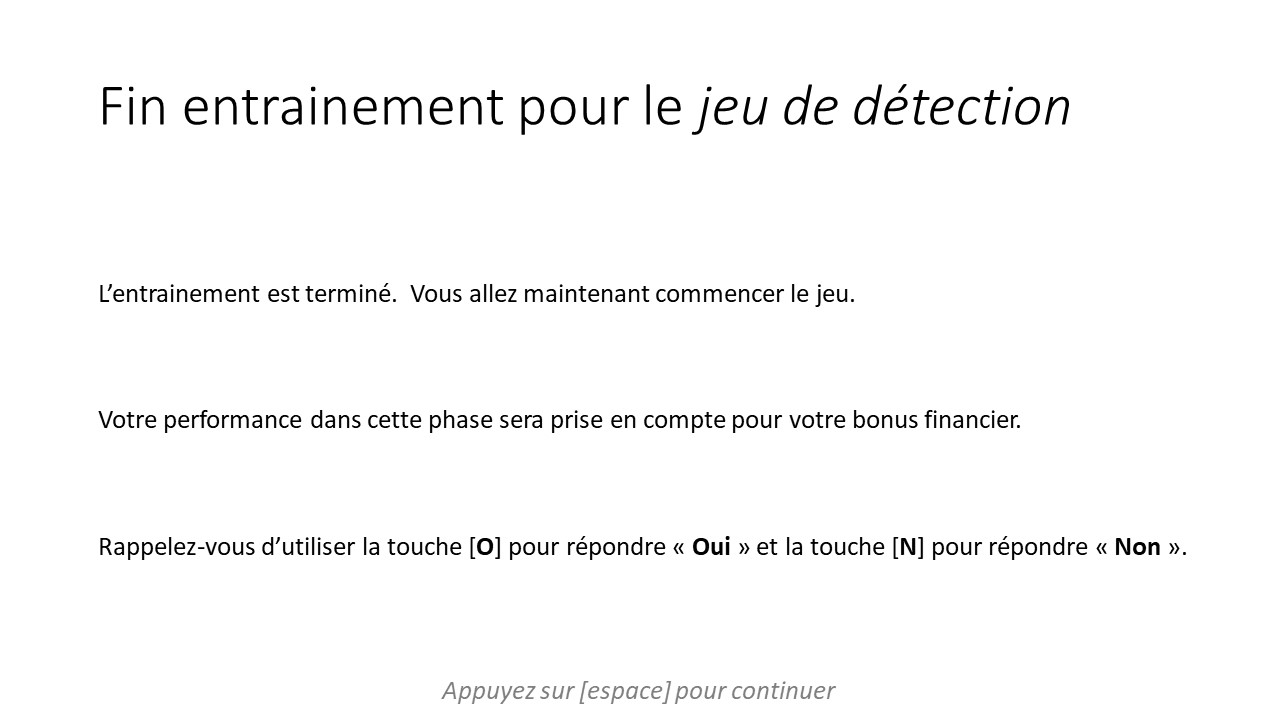 Fin entrainement pour le jeu de détection
L’entrainement est terminé.  Vous allez maintenant commencer le jeu.
Votre performance dans cette phase sera prise en compte pour votre bonus financier.
Rappelez-vous d’utiliser la touche [O] pour répondre « Oui » et la touche [N] pour répondre « Non ».
Appuyez sur [espace] pour continuer